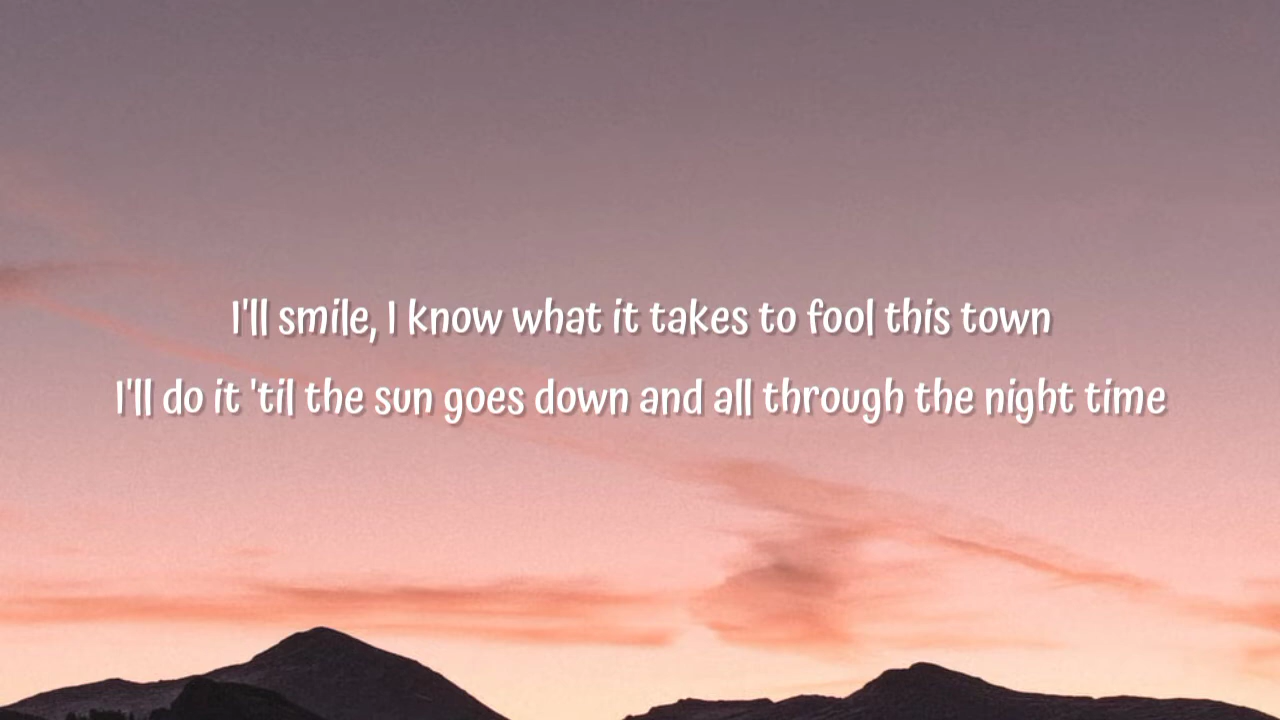 I'll smile, I know what it takes to fool this town
I'll do it 'til the sun goes down and all through the night time